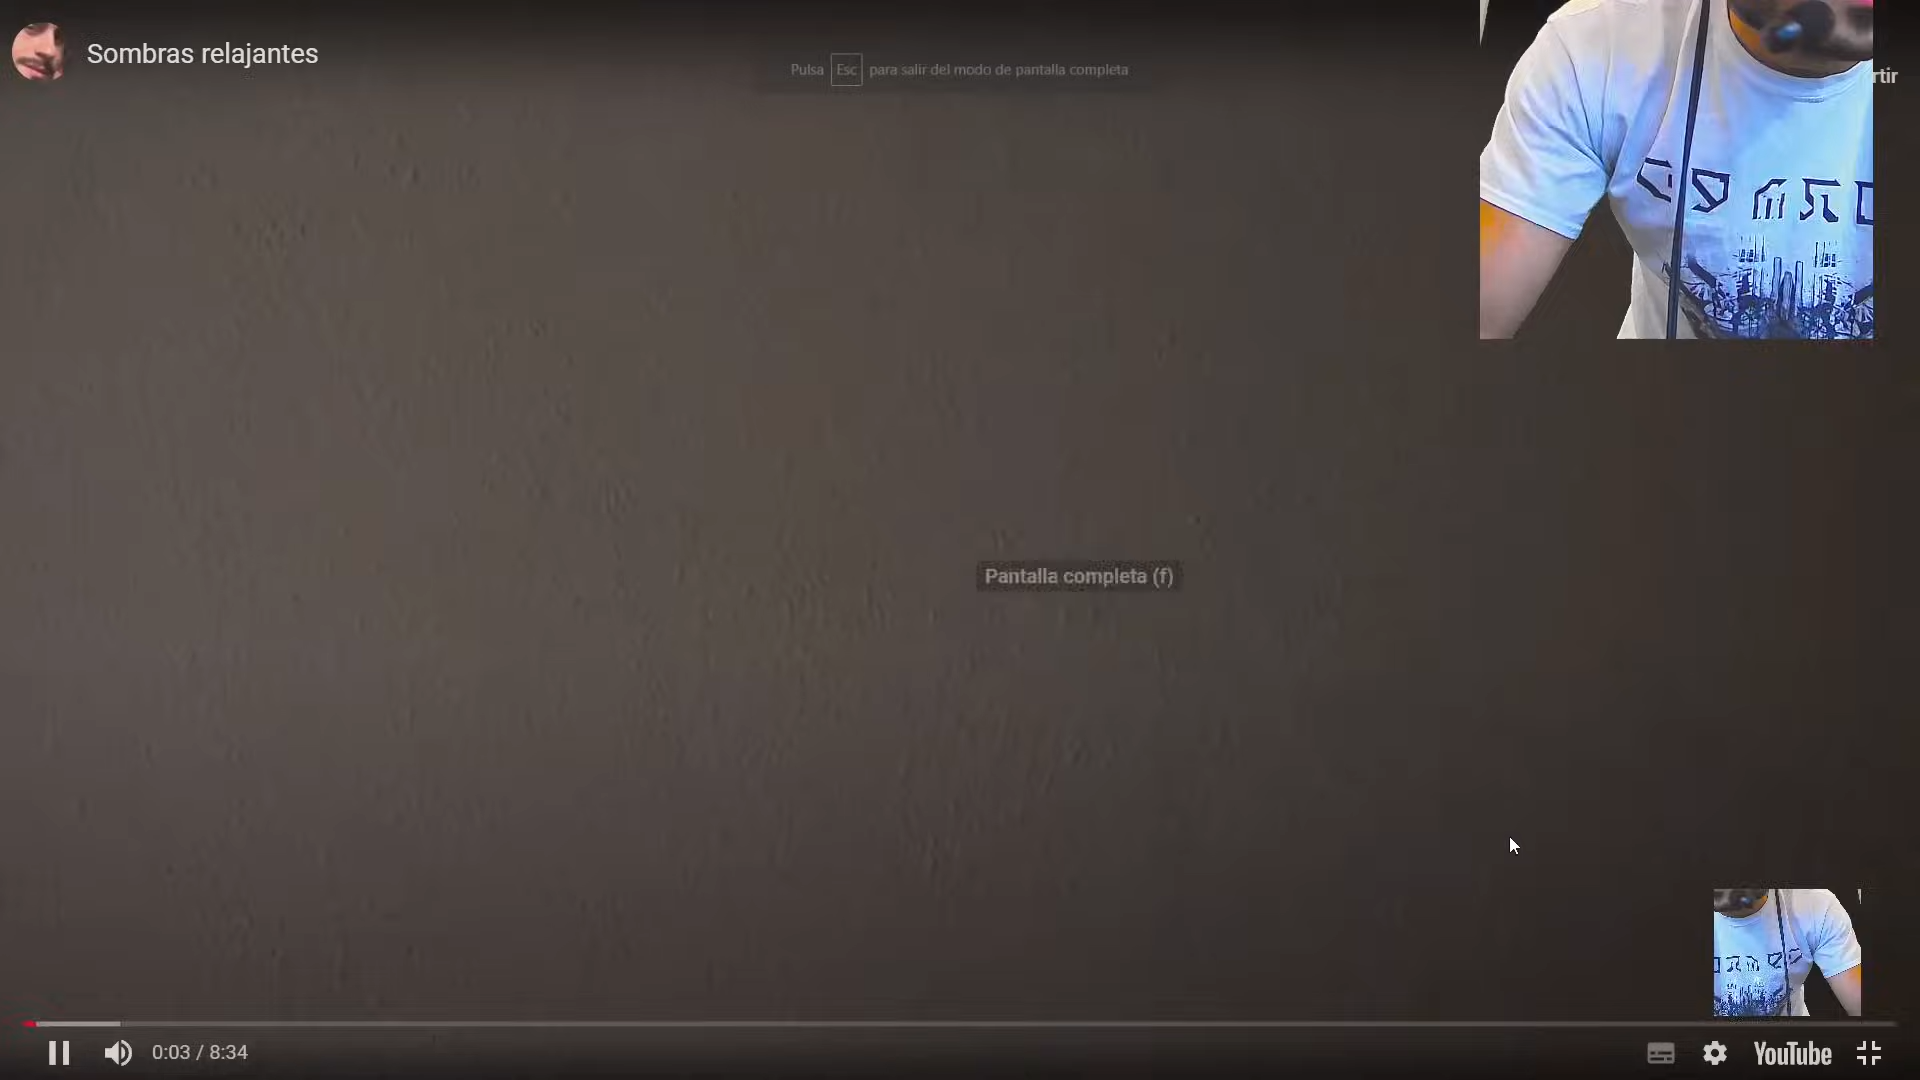 Sombras relajantes
Pulsa Esc para salir del modo de pantalla completa
rtir
Pantalla completa (f)
0:03 / 8:34
YouTube